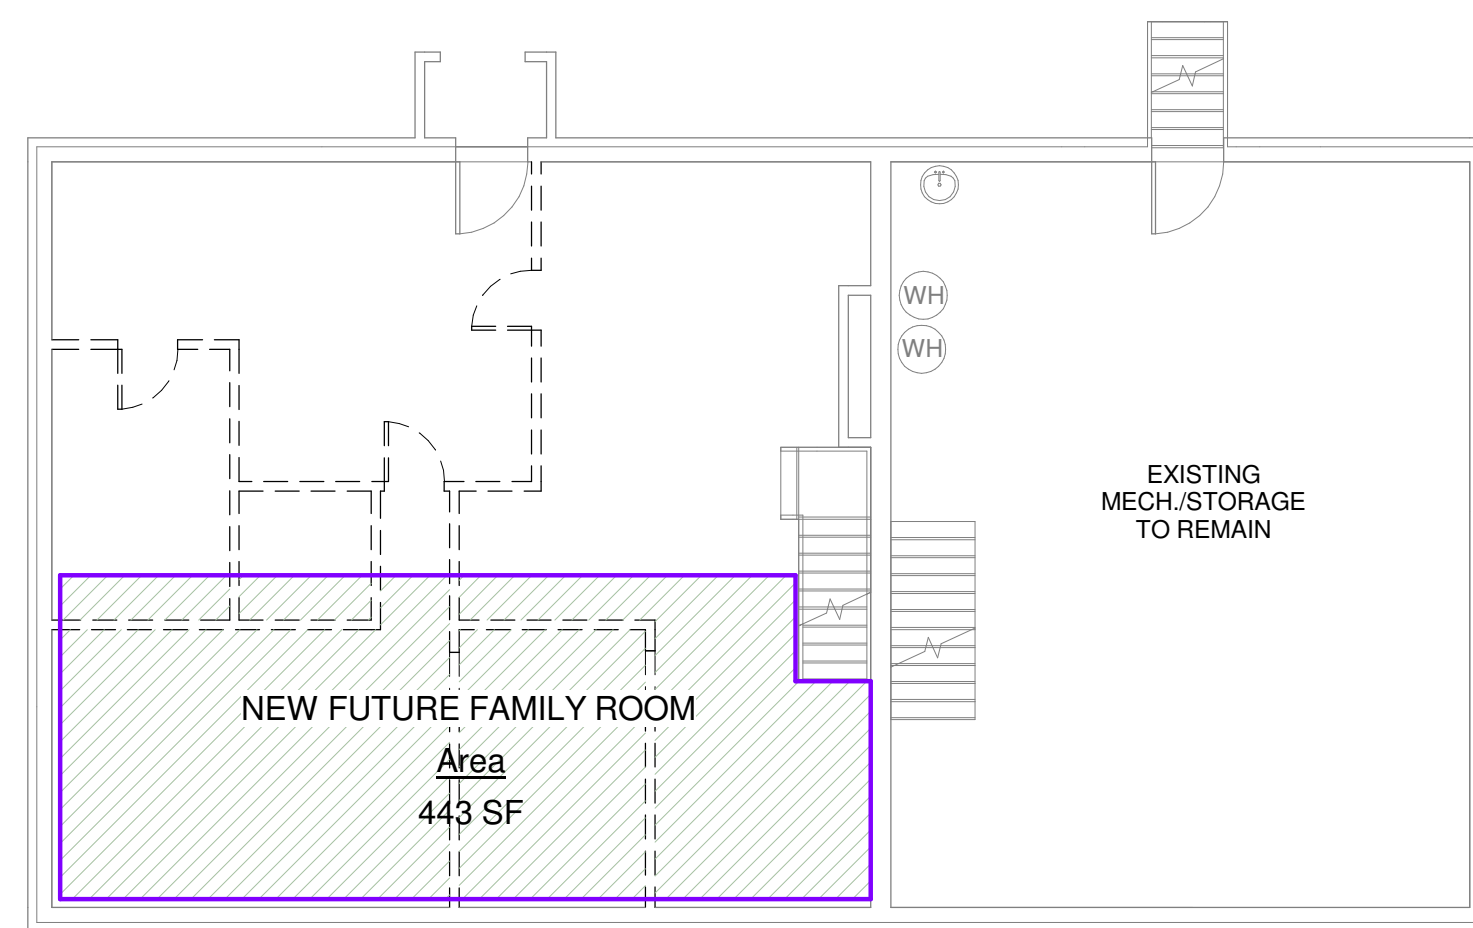 WH
WH
EXISTING
MECH./STORAGE
TO REMAIN
NEW FUTURE FAMILY ROOM
Area
443 SF